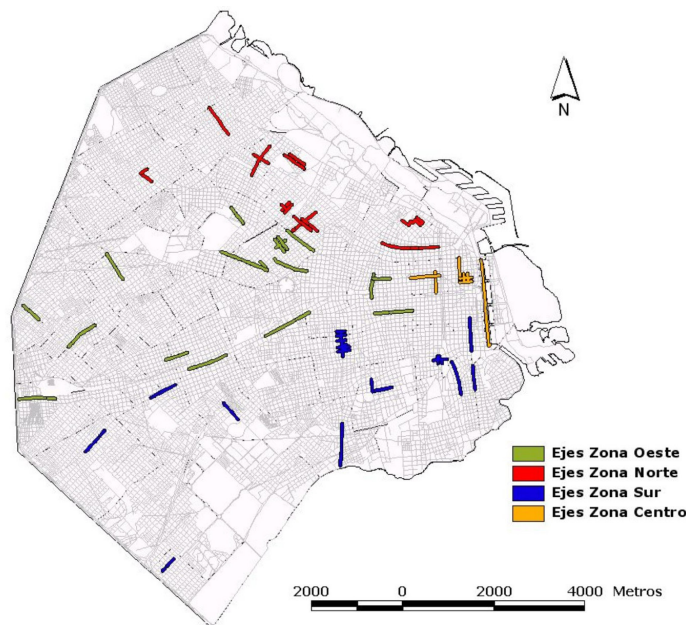 N
Ejes Zona Oeste
Ejes Zona Norte
Ejes Zona Sur
Ejes Zona Centro
2000 0 2000 4000 Metros